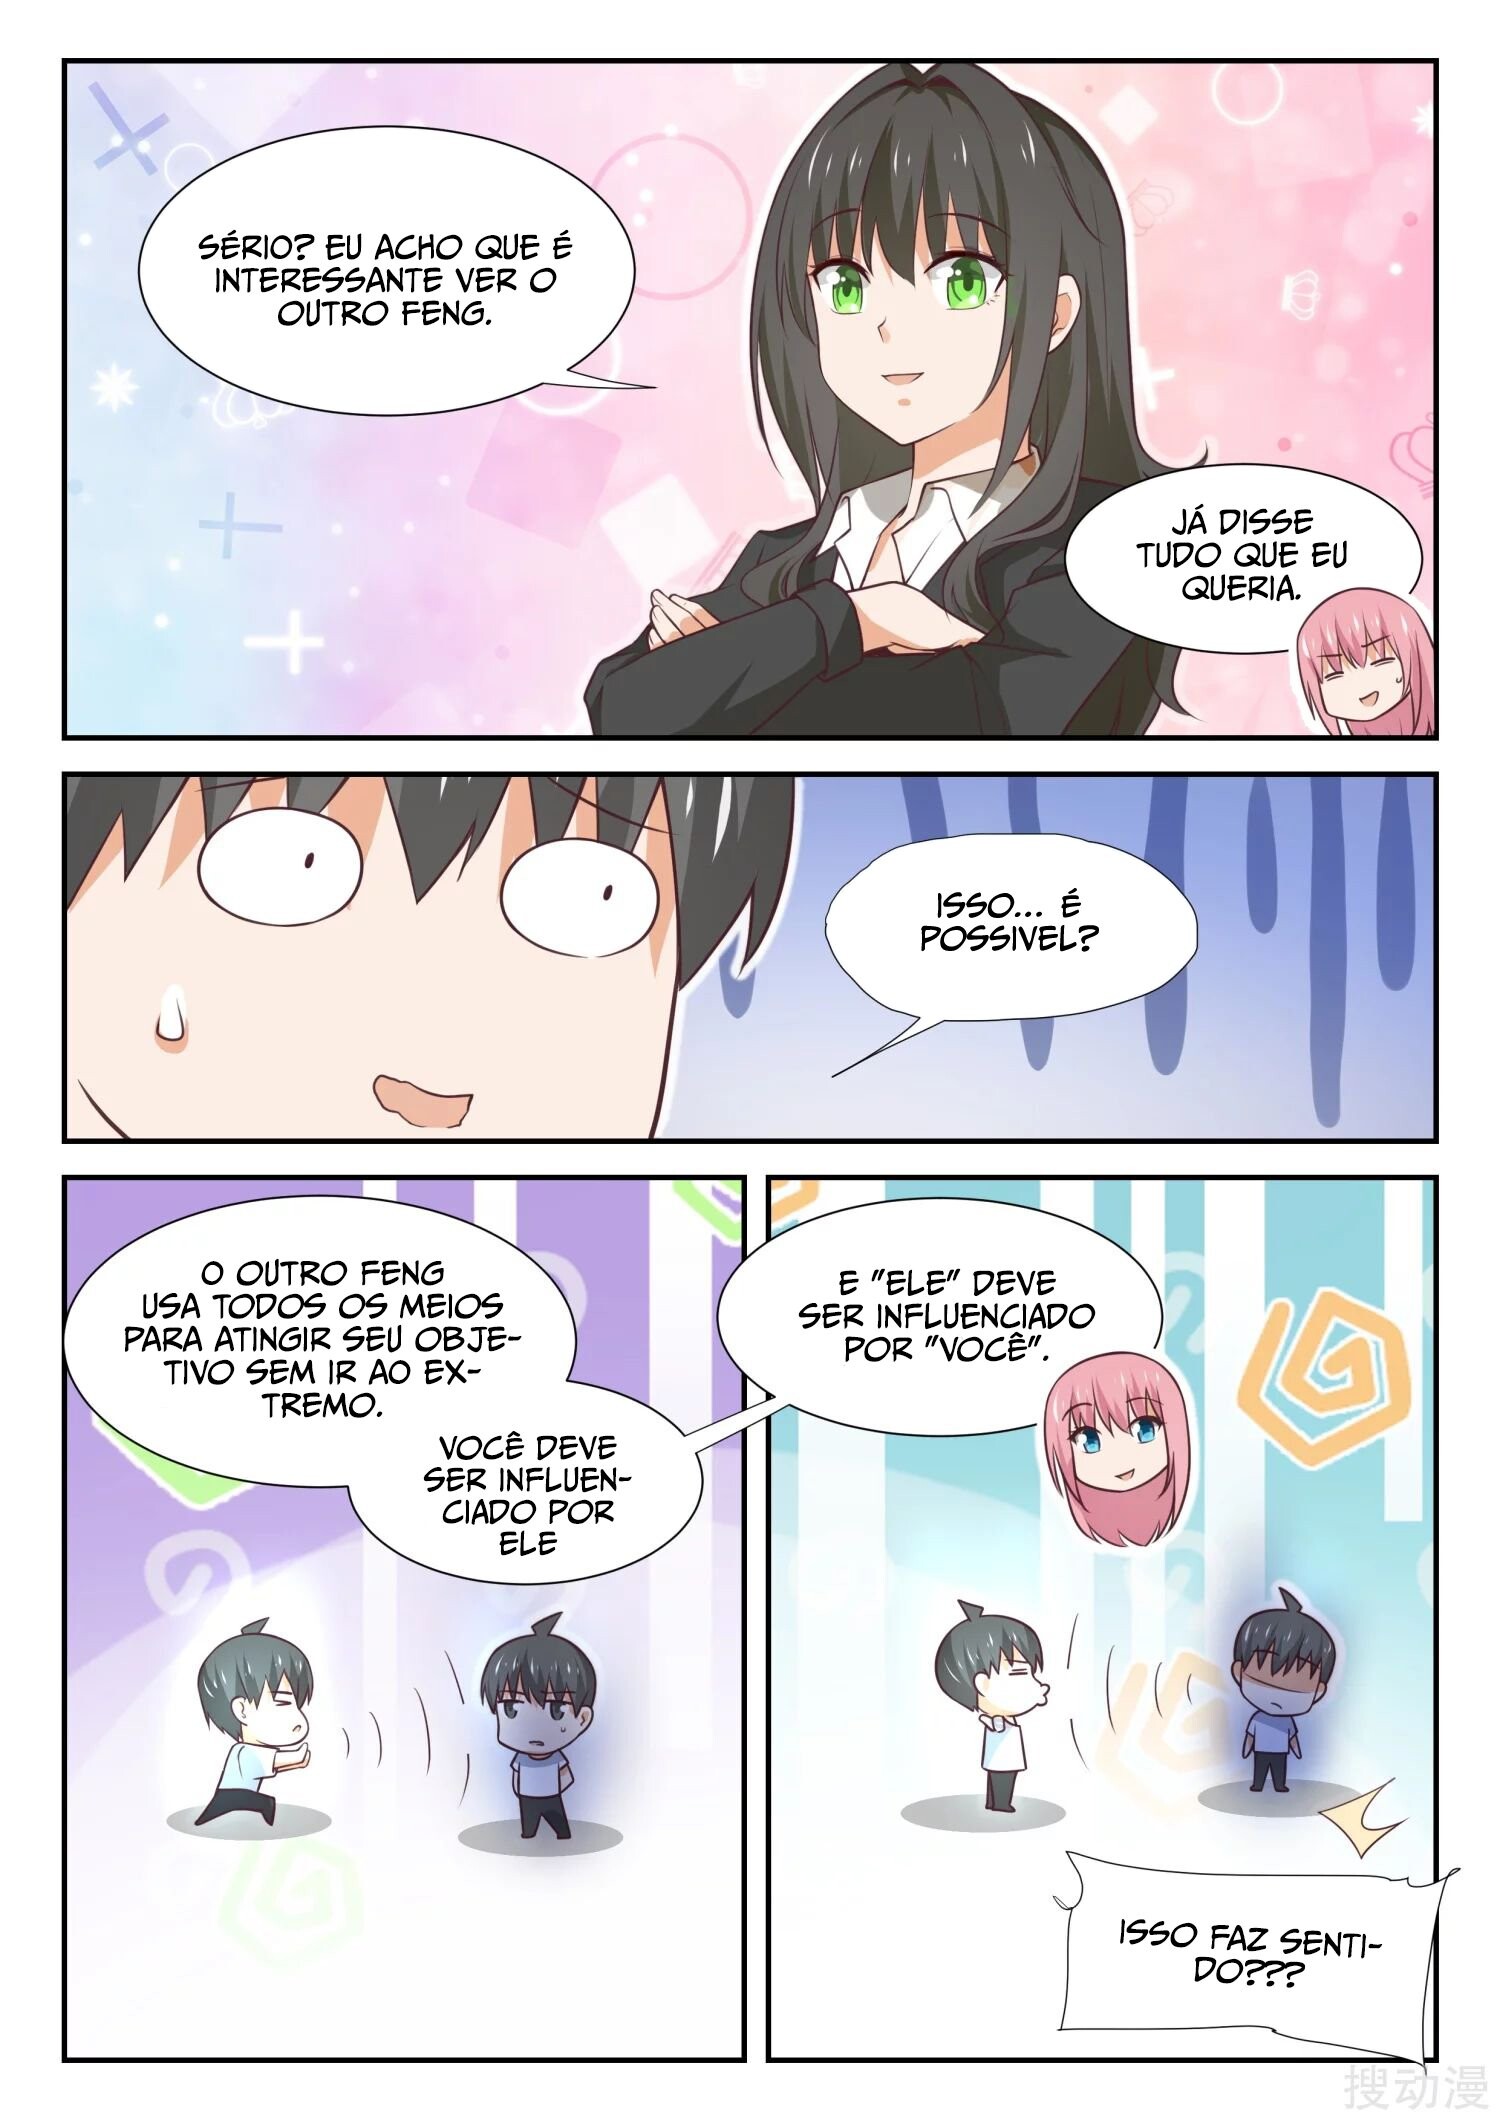 SÉRIO? EU ACHO QUE É
INTERESSANTE VER O
OUTRO FENG.
JÁ DISSE
TUDO QUE EU
QUERIA.
ISSO... É
POSSIVEL?
O OUTRO FENG
USA TODOS OS MEIOS
PARA ATINGIR SEU OBJE-
TIVO SEM IR AO EX-
TREMO.
VOCÊ DEVE
SER INFLUEN-
CIADO POR
ELE
E "ELE" DEVE
SER INFLUENCIADO
POR "VOCÊ".
ISSO FAZ SENTI-
DO???
搜动漫